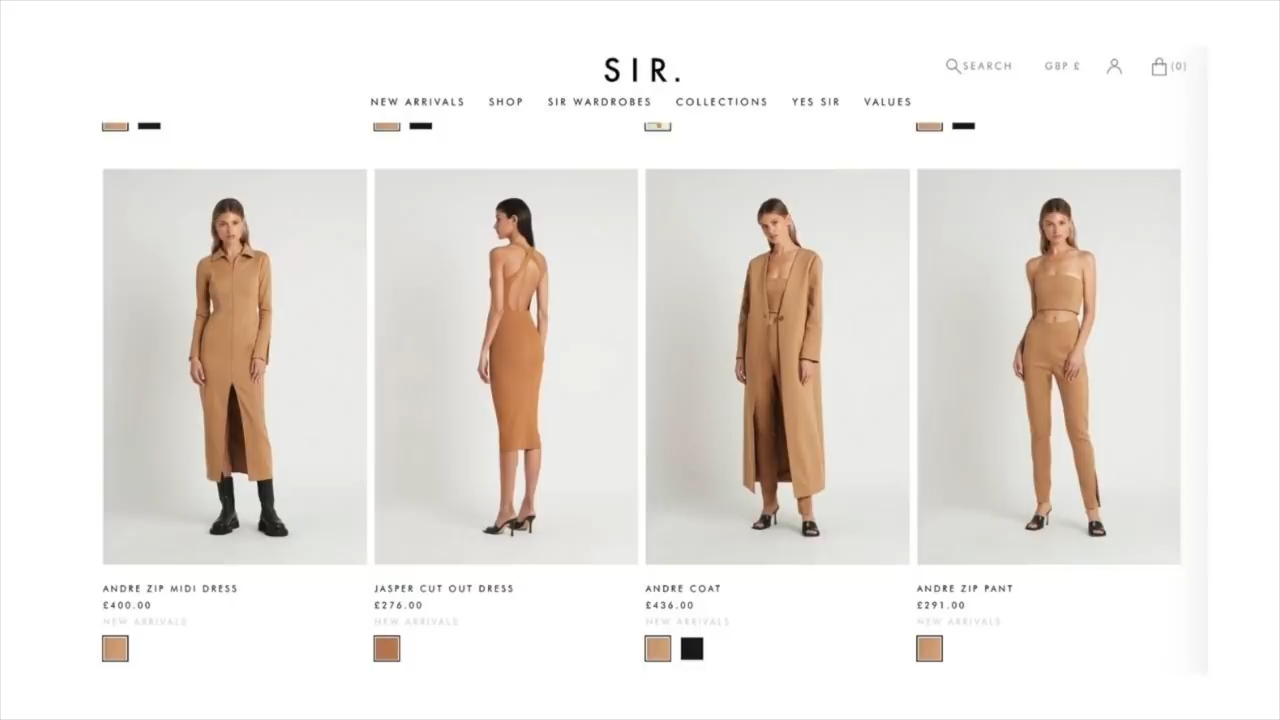 SIR.
SEARCH GBP £ (0)
NEW ARRIVALS SHOP SIR WARDROBES COLLECTIONS YES SIR VALUES
ANDRE ZIP MIDI DRESS
£400.00
NEW ARRIVALS
JASPER CUT OUT DRESS
£276.00
NEW ARRIVALS
ANDRE COAT
£436.00
NEW ARRIVALS
ANDRE ZIP PANT
£291.00
NEW ARRIVALS